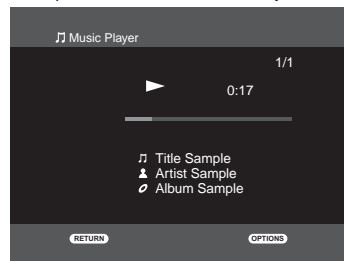 Music Player
1/1
0:17
Title Sample
Artist Sample
Album Sample
RETURN
OPTIONS